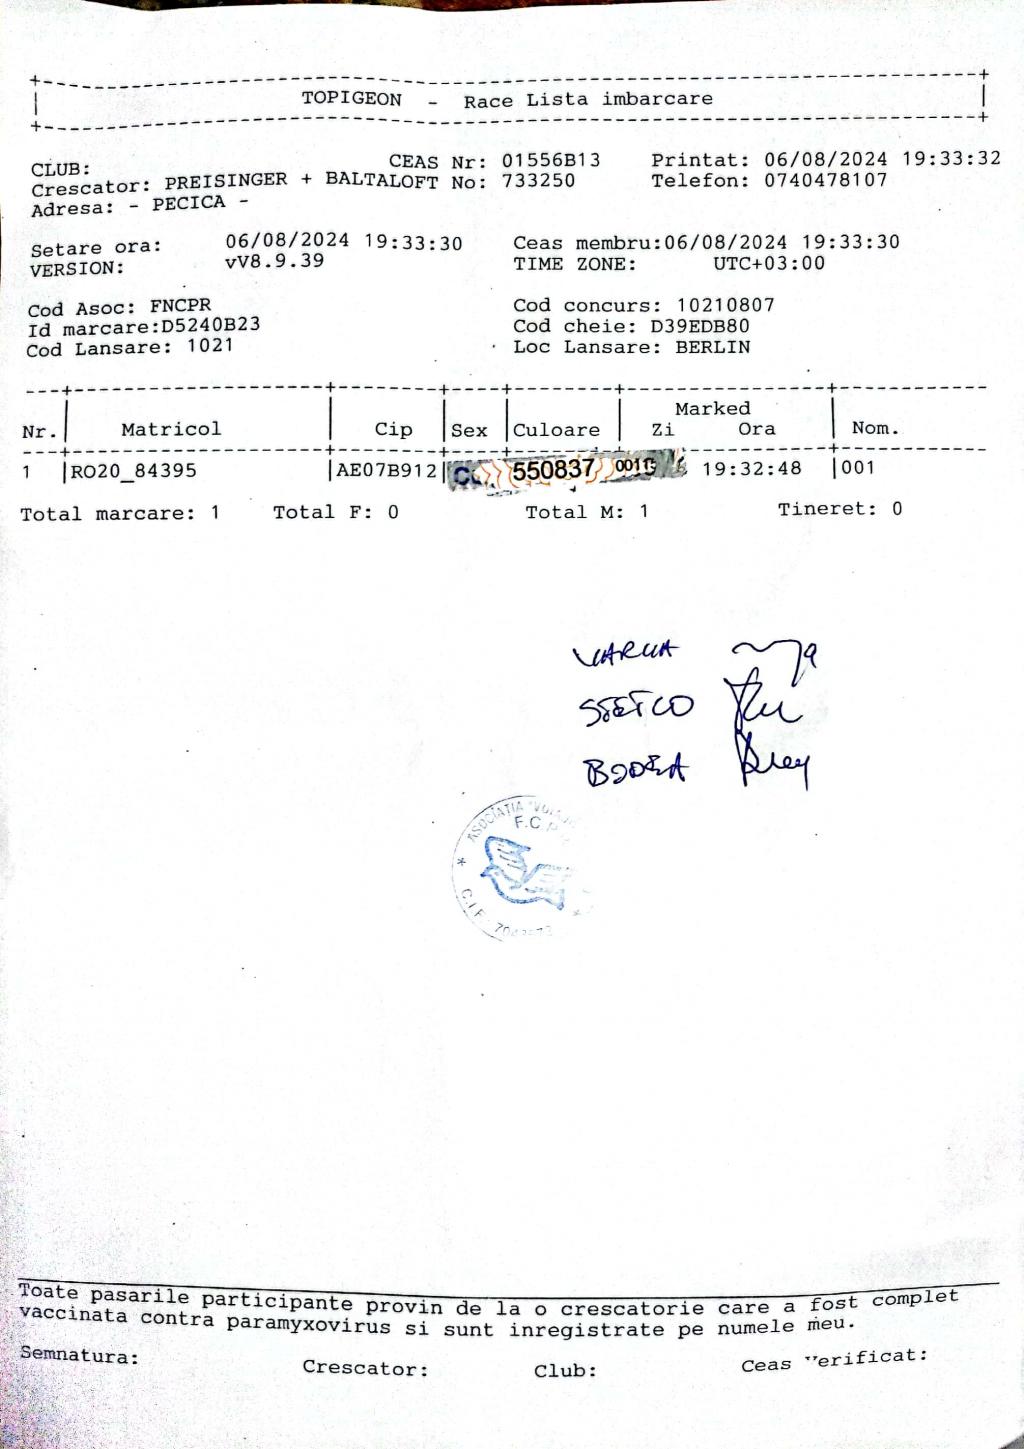 TOPIGEON - Race Lista imbarcare
CLUB: CEAS Nr: 01556B13 Printat: 06/08/2024 19:33:32
Crescator: PREISINGER + BALTALOFT No: 733250 Telefon: 0740478107
Adresa: - PECICA -
Setare ora: 06/08/2024 19:33:30 Ceas membru:06/08/2024 19:33:30
VERSION: vV8.9.39 TIME ZONE: UTC+03:00
Cod Asoc: FNCPR Cod concurs: 10210807
Id marcare:D5240B23 Cod cheie: D39EDB80
Cod Lansare: 1021 Loc Lansare: BERLIN
Marked
Nr. Matricol Cip Sex Culoare Zi Ora Nom.
1 RO20_84395 AE07B912 550837 19:32:48 001
Total marcare: 1 Total F: 0 Total M: 1 Tineret: 0
BODEA
ASOCIATIA
F.C.P.
C.I.F.
Toate pasarile participante provin de la o crescatorie care a fost complet
vaccinata contra paramyxovirus si sunt inregistrate pe numele meu.
Semnatura: Crescator: Club: Ceas verificat: